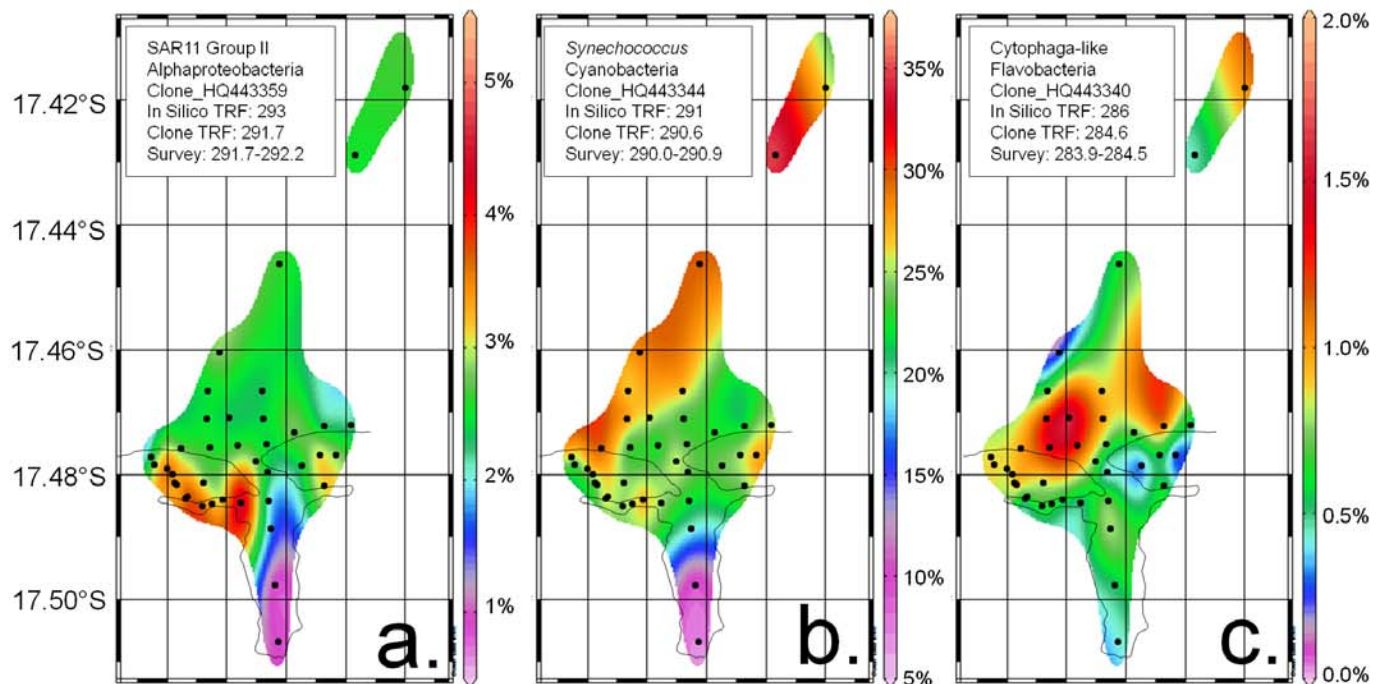 SAR11 Group II
Alphaproteobacteria
Clone_HQ443359
In Silico TRF: 293
Clone TRF: 291.7
Survey: 291.7-292.2
17.42°S
17.44°S
17.46°S
17.48°S
17.50°S
5%
4%
3%
2%
1%
a.
Synechococcus
Cyanobacteria
Clone_HQ443344
In Silico TRF: 291
Clone TRF: 290.6
Survey: 290.0-290.9
35%
30%
25%
20%
15%
10%
5%
b.
Cytophaga-like
Flavobacteria
Clone_HQ443340
In Silico TRF: 286
Clone TRF: 284.6
Survey: 283.9-284.5
2.0%
1.5%
1.0%
0.5%
0.0%
c.